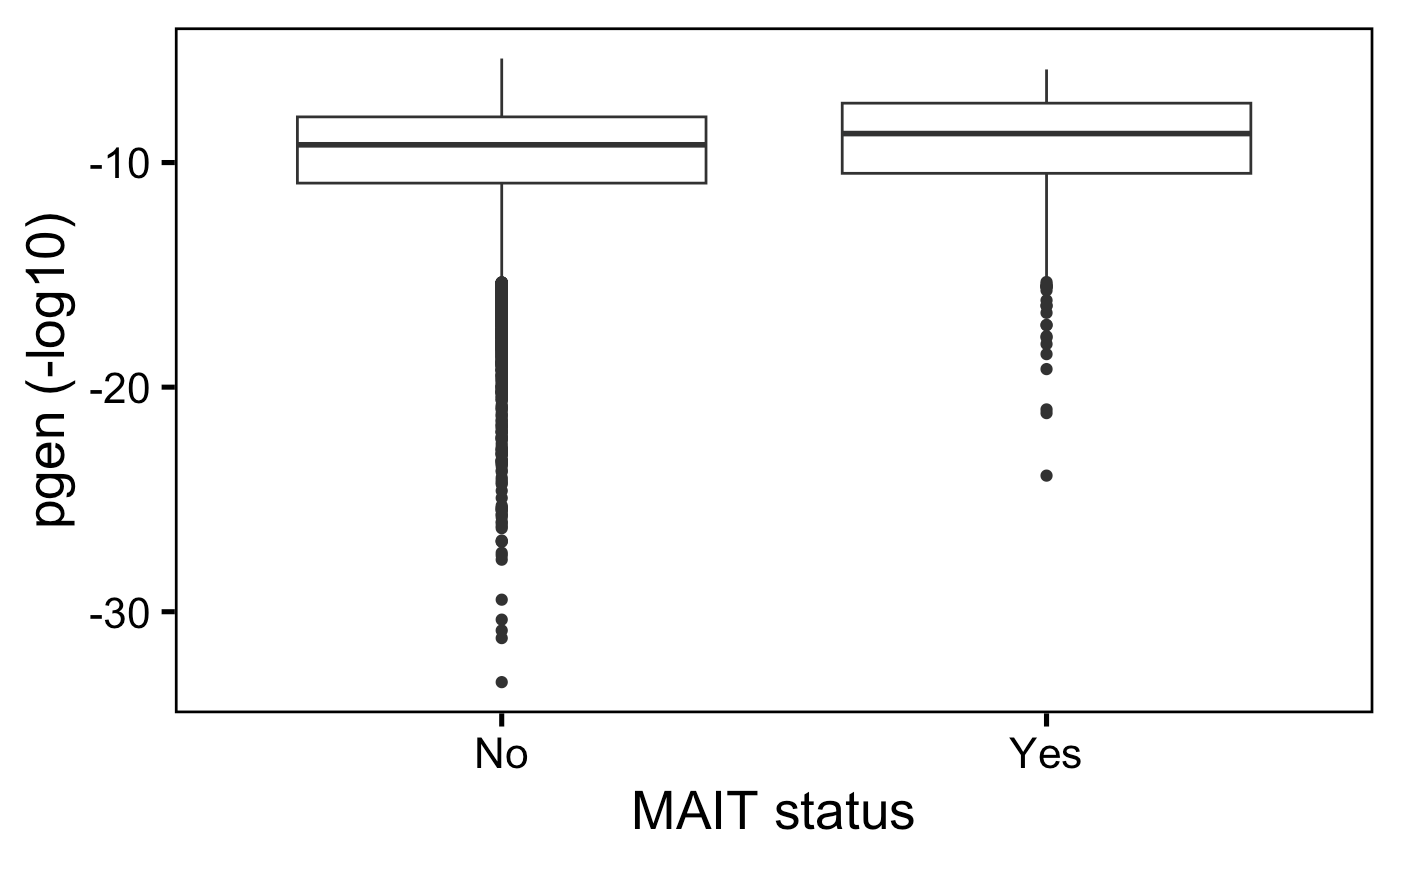 pgen (-log10)
-10
-20
-30
No Yes
MAIT status